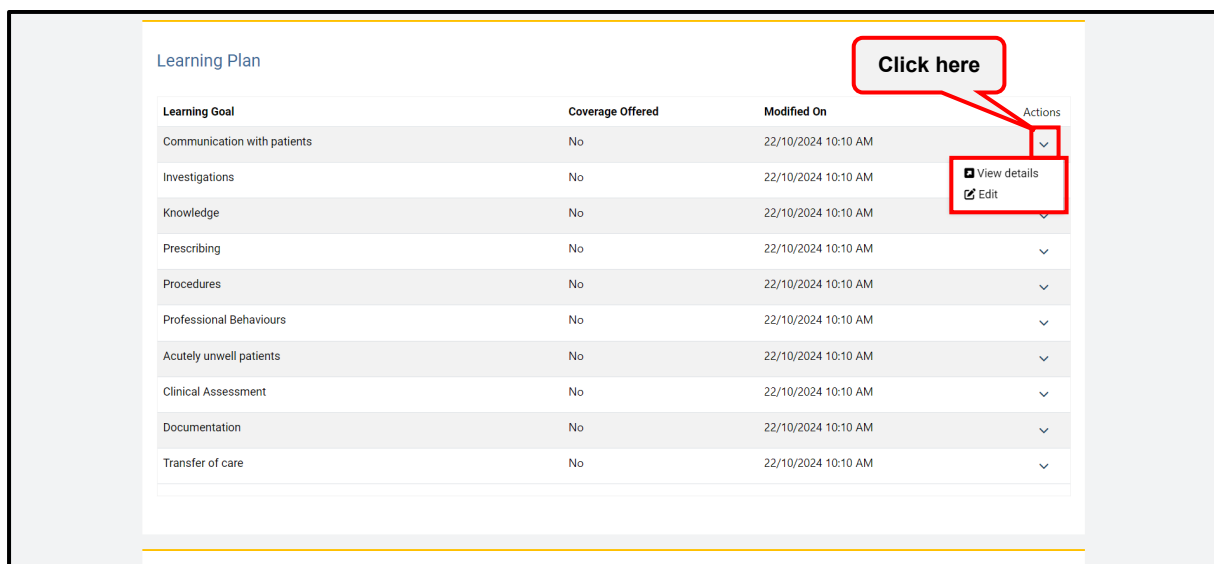 Learning Plan
Click here
Learning Goal Coverage Offered Modified On Actions
Communication with patients No 22/10/2024 10:10 AM
Investigations No 22/10/2024 10:10 AM
View details
Edit
Knowledge No 22/10/2024 10:10 AM
Prescribing No 22/10/2024 10:10 AM
Procedures No 22/10/2024 10:10 AM
Professional Behaviours No 22/10/2024 10:10 AM
Acutely unwell patients No 22/10/2024 10:10 AM
Clinical Assessment No 22/10/2024 10:10 AM
Documentation No 22/10/2024 10:10 AM
Transfer of care No 22/10/2024 10:10 AM